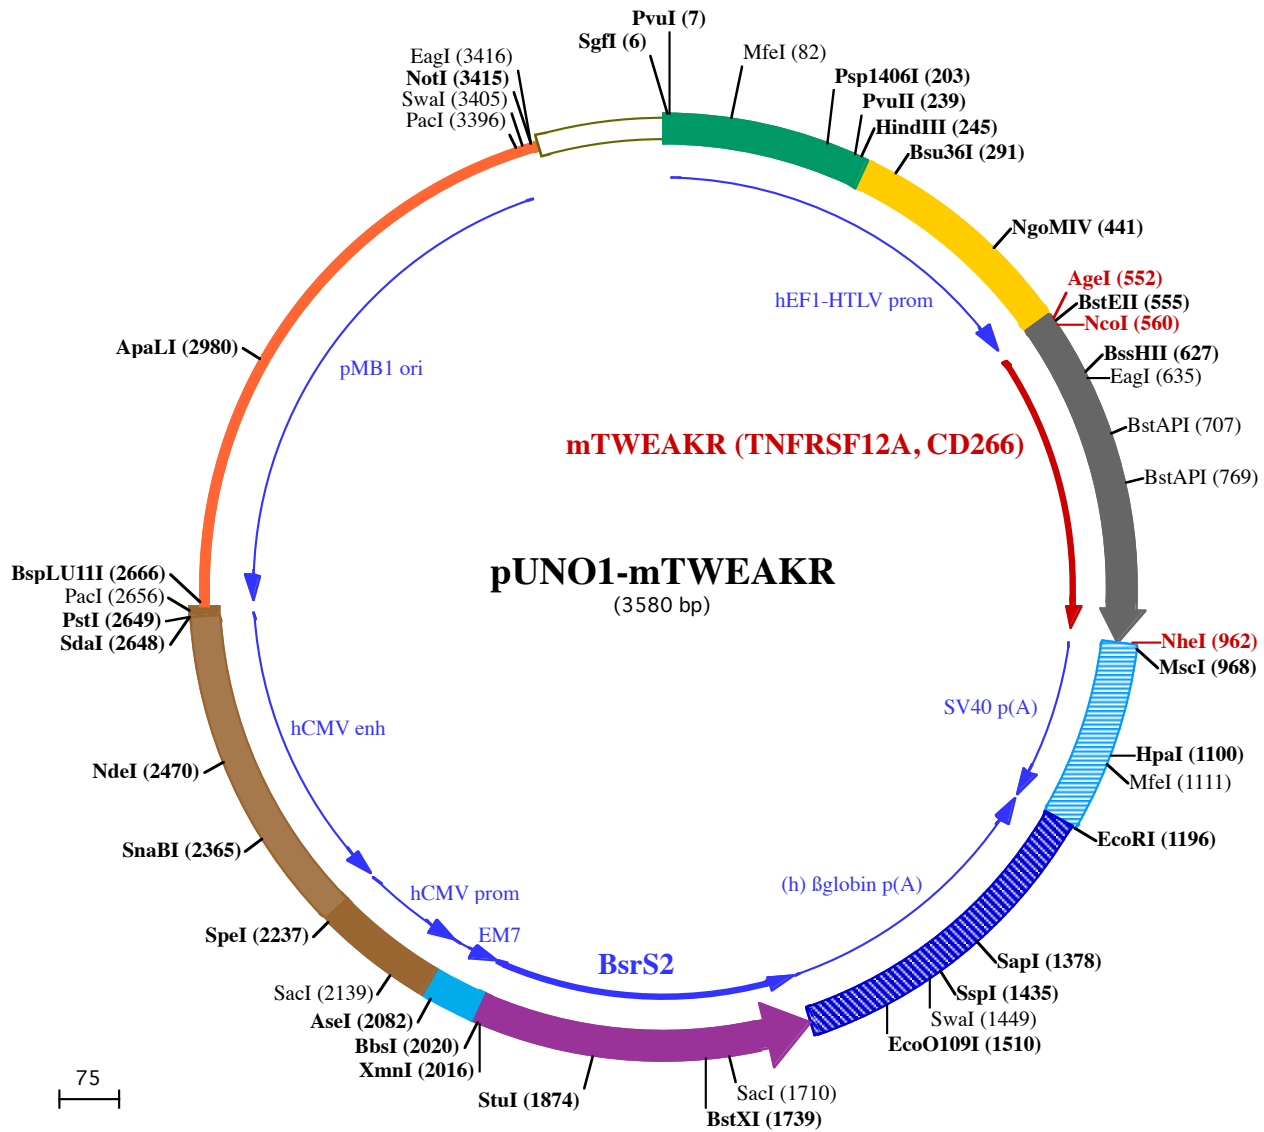 PvuI (7)
SgfI (6)
MfeI (82)
EagI (3416)
NotI (3415)
SwaI (3405)
PacI (3396)
Psp1406I (203)
PvuII (239)
HindIII (245)
Bsu36I (291)
NgoMIV (441)
AgeI (552)
BstEII (555)
NcoI (560)
hEF1-HTLV prom
ApaLI (2980)
pMB1 ori
BssHII (627)
EagI (635)
BstAPI (707)
mTWEAKR (TNFRSF12A, CD266)
BstAPI (769)
pUNO1-mTWEAKR
(3580 bp)
BspLU11I (2666)
PacI (2656)
PstI (2649)
SdaI (2648)
NheI (962)
MscI (968)
SV40 p(A)
hCMV enh
HpaI (1100)
MfeI (1111)
NdeI (2470)
EcoRI (1196)
SnaBI (2365)
(h) ßglobin p(A)
hCMV prom
SpeI (2237)
EM7
BsrS2
SapI (1378)
SacI (2139)
SspI (1435)
AseI (2082)
SwaI (1449)
BbsI (2020)
EcoO109I (1510)
XmnI (2016)
75
StuI (1874)
SacI (1710)
BstXI (1739)